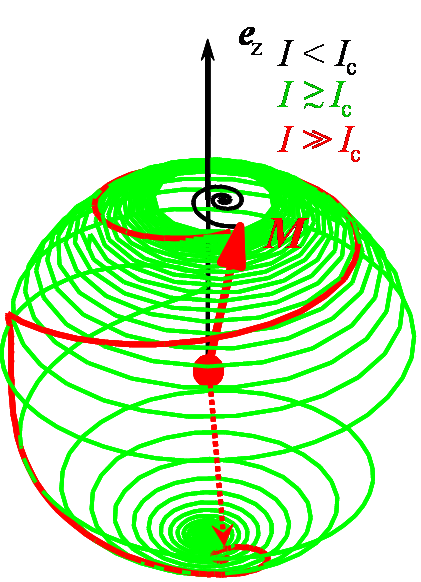 e_z
I < I_c
I ≳ I_c
I ≫ I_c
M